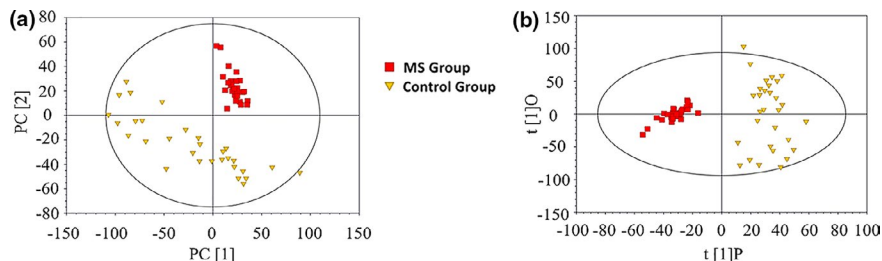 (a)
80
60
40
20
0
-20
-40
-60
-80
PC [2]
-150 -100 -50 0 50 100 150
PC [1]
MS Group
Control Group
(b)
150
100
50
0
-50
-100
-150
t [1]O
-100 -80 -60 -40 -20 0 20 40 60 80 100
t [1]P